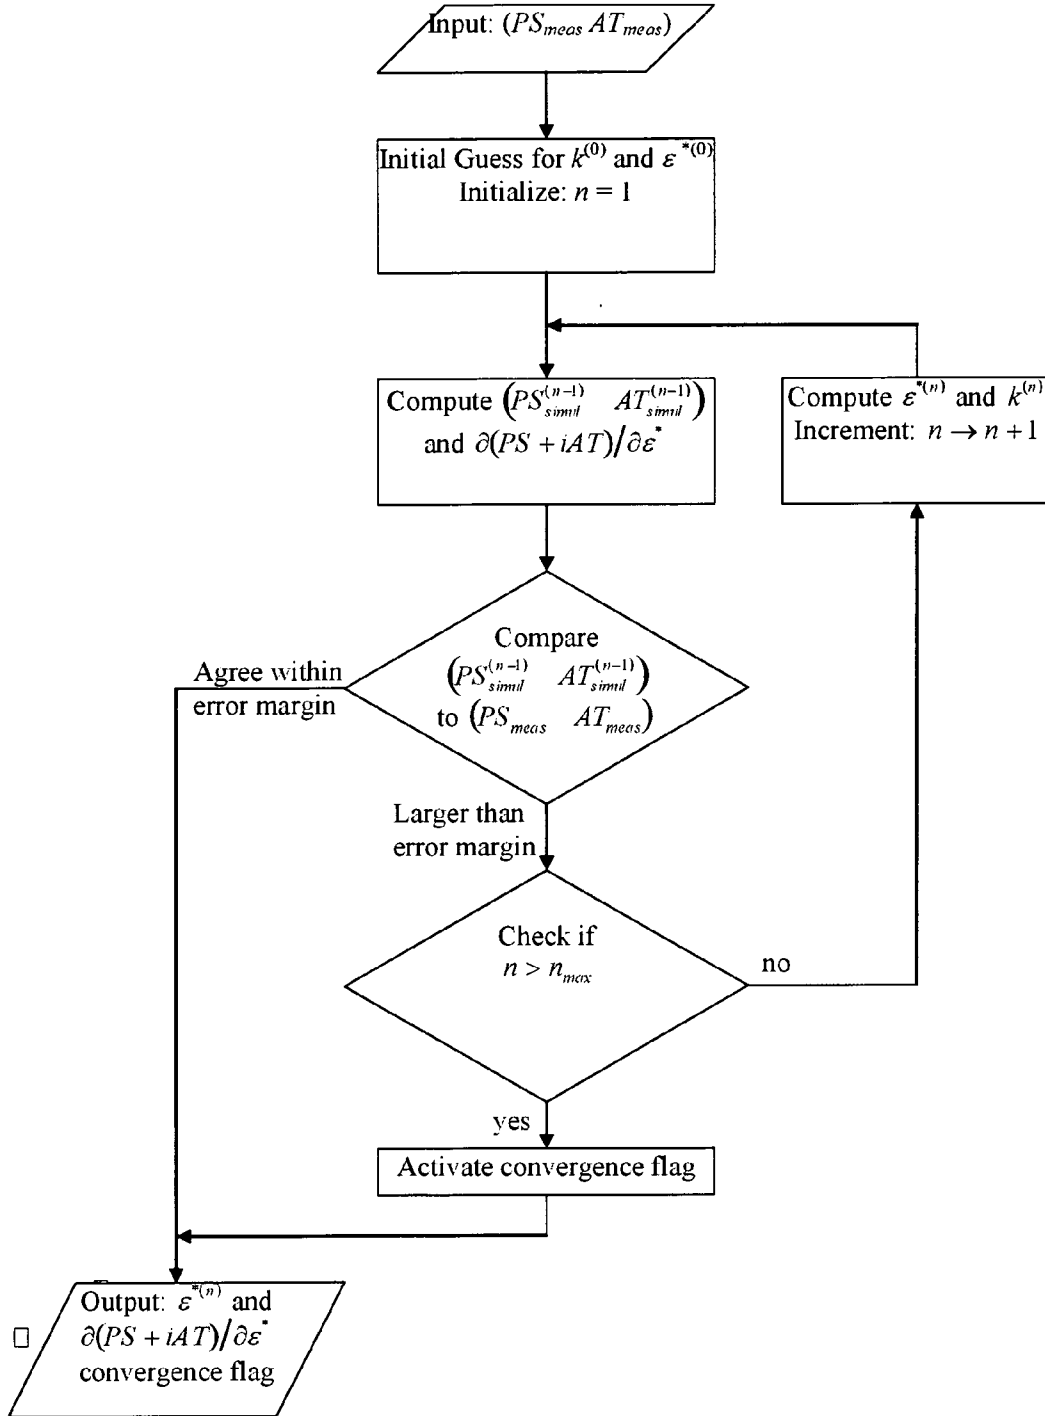 Input: (PS_meas AT_meas)
Initial Guess for k^(0) and ε^*(0)
Initialize: n = 1
Compute (PS_simul^(n−1) AT_simul^(n−1))
and ∂(PS + iAT)/∂ε^*
Compute ε^*(n) and k^(n)
Increment: n → n + 1
Compare
(PS_simul^(n−1) AT_simul^(n−1))
to (PS_meas AT_meas)
Agree within
error margin
Larger than
error margin
Check if
n > n_max
no
yes
Activate convergence flag
Output: ε^*(n) and
∂(PS + iAT)/∂ε^*
convergence flag